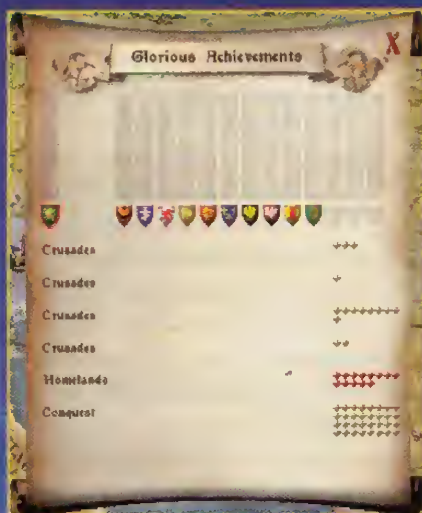 Glorious Achievements
X
Crusades
Crusades
Crusades
Crusades
Homelands
Conquest